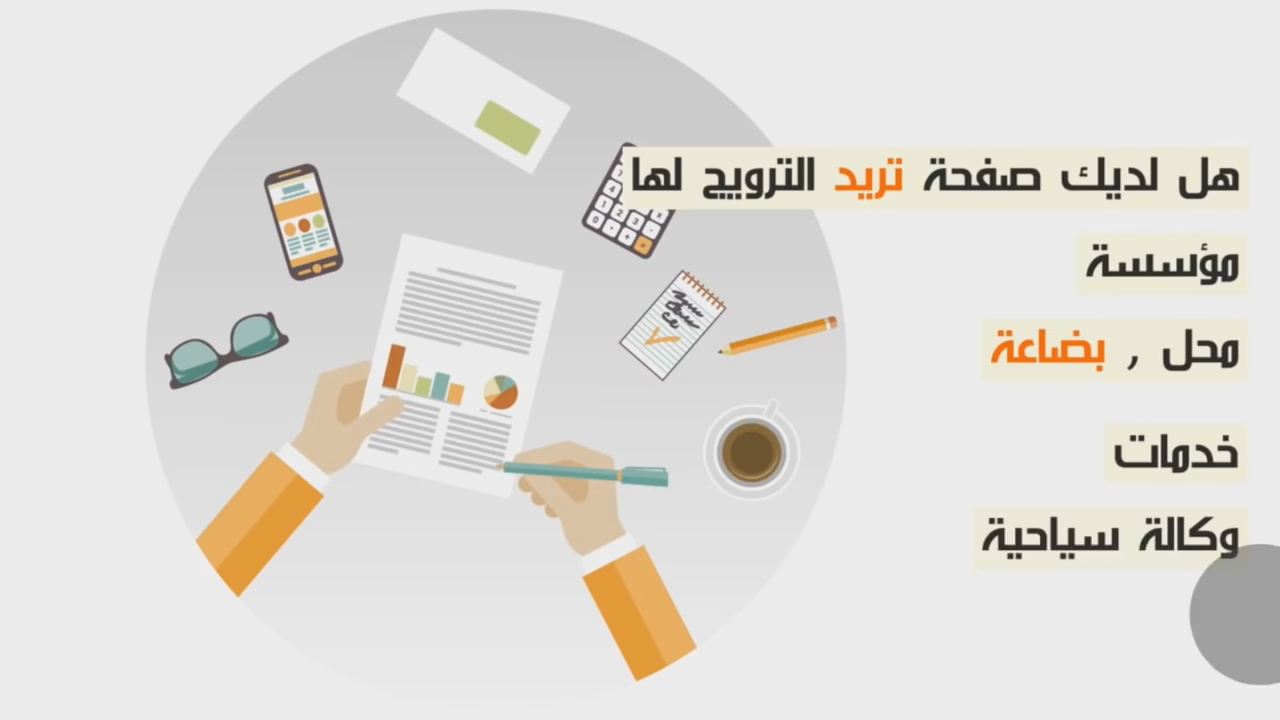 هل لديك صفحة تريد الترويج لها
مؤسسة
محل , بضاعة
خدمات
وكالة سياحية